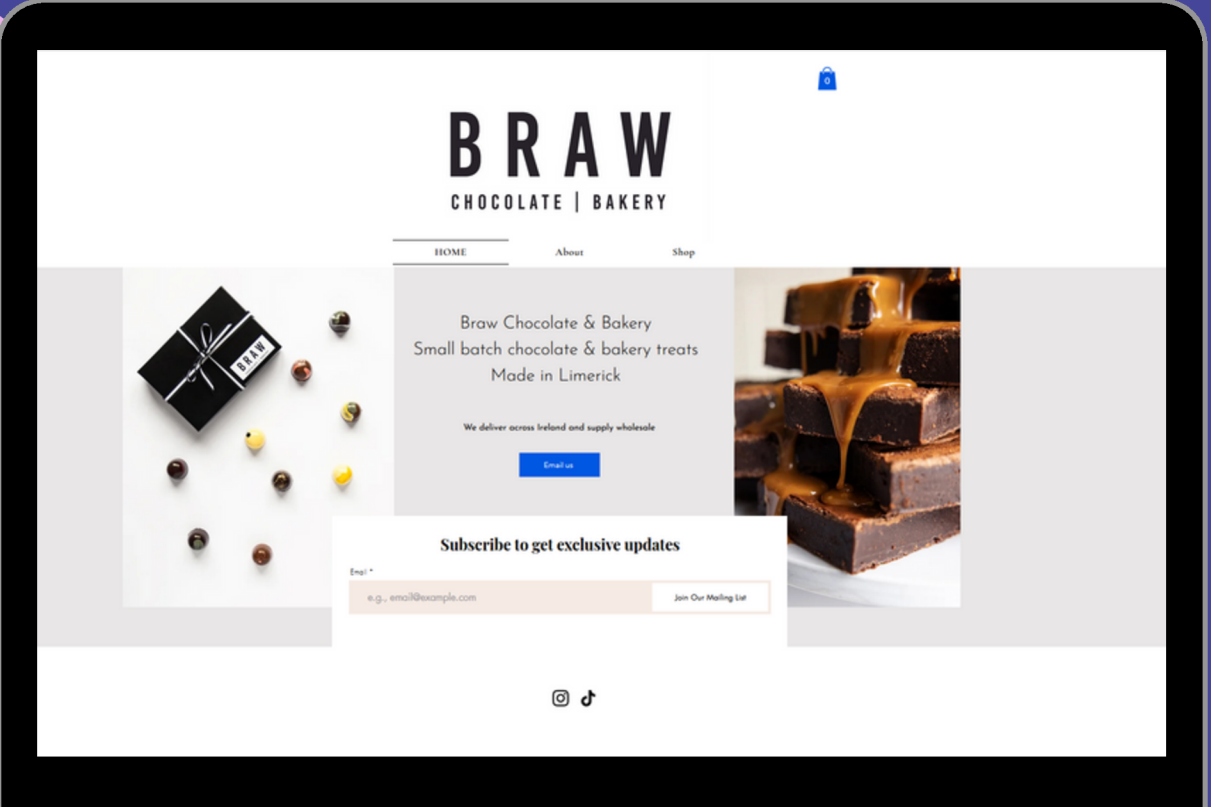 0
BRAW
CHOCOLATE | BAKERY
HOME About Shop
BRAW
Braw Chocolate & Bakery
Small batch chocolate & bakery treats
Made in Limerick
We deliver across Ireland and supply wholesale
Email us
Subscribe to get exclusive updates
Email *
e.g., email@example.com
Join Our Mailing List